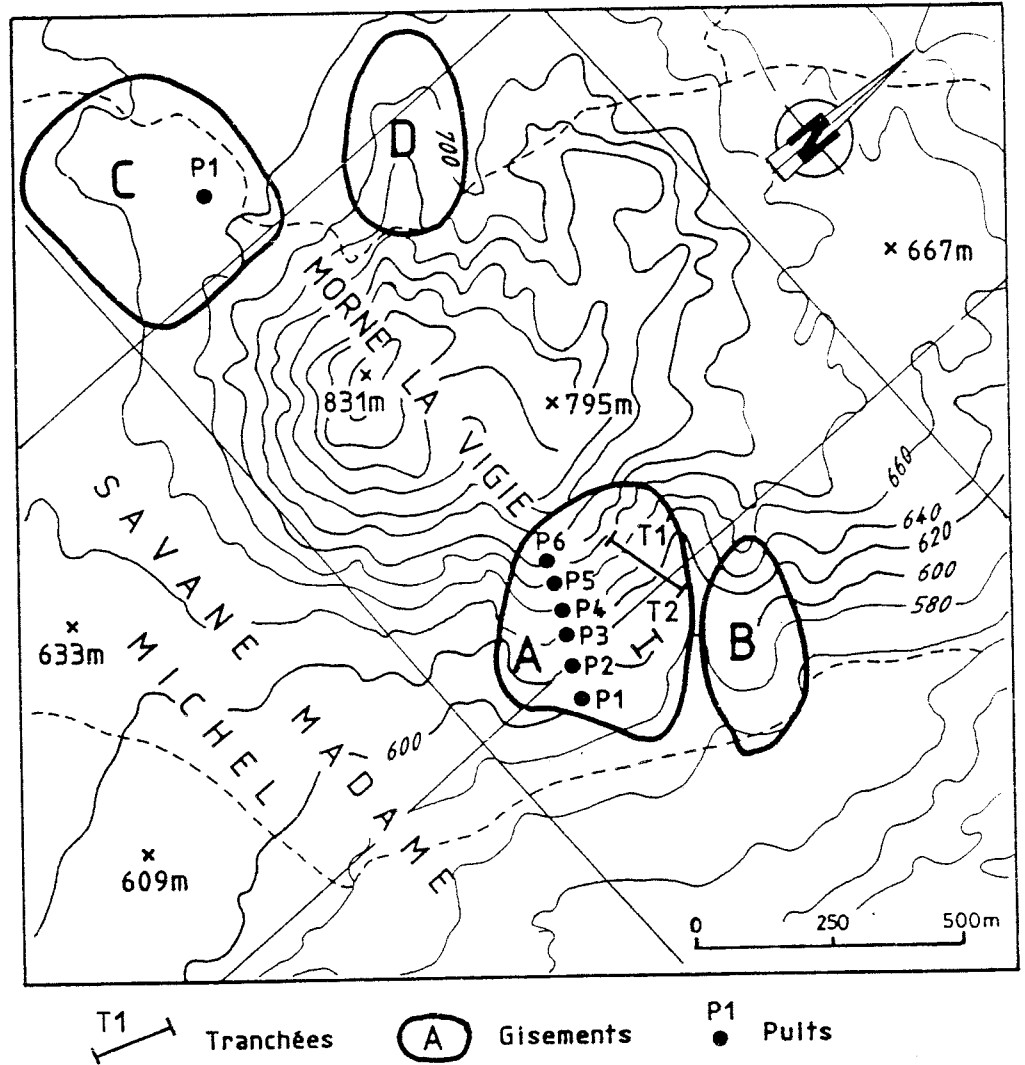 D
700
C
P1
N
667m
MORNE LA VIGIE
831m
795m
660
640
620
600
580
SAVANE MICHEL MADAME
P6
P5
P4
P3
P2
P1
T1
T2
A
B
633m
600
609m
0 250 500m
T1 Tranchées
A Gisements
P1 Puits